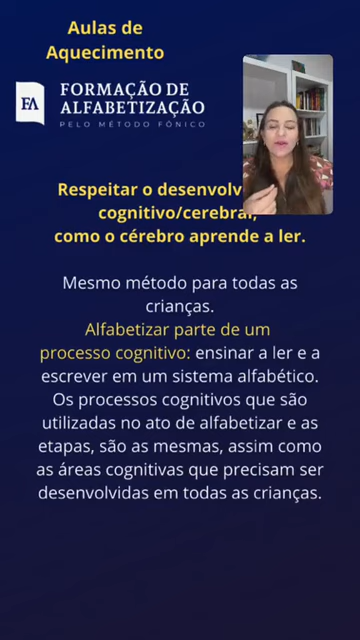 Aulas de
Aquecimento
FA
FORMAÇÃO DE
ALFABETIZAÇÃO
PELO MÉTODO FÔNICO
Respeitar o
cognitivo/cerebral,
como o cérebro aprende a ler.
Mesmo método para todas as
crianças.
Alfabetizar parte de um
processo cognitivo: ensinar a ler e a
escrever em um sistema alfabético.
Os processos cognitivos que são
utilizadas no ato de alfabetizar e as
etapas, são as mesmas, assim como
as áreas cognitivas que precisam ser
desenvolvidas em todas as crianças.